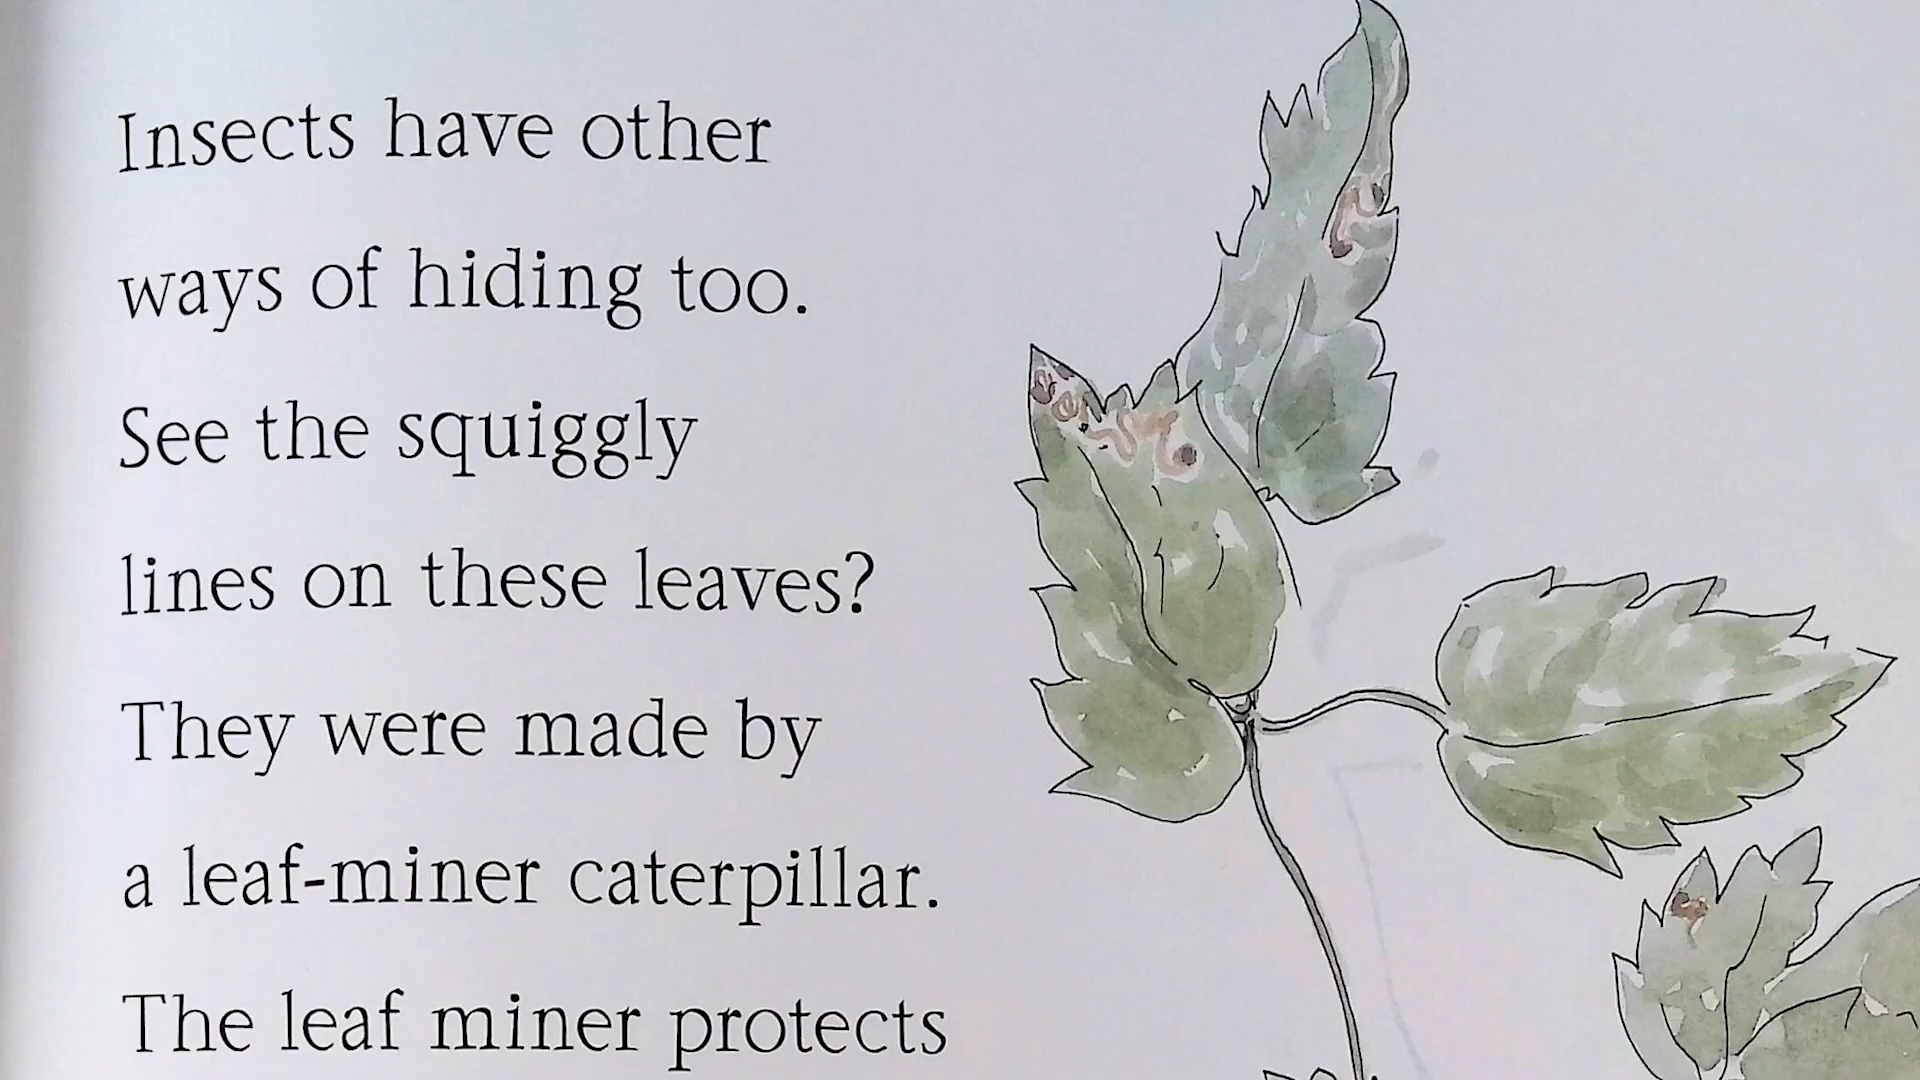 Insects have other
ways of hiding too.
See the squiggly
lines on these leaves?
They were made by
a leaf-miner caterpillar.
The leaf miner protects